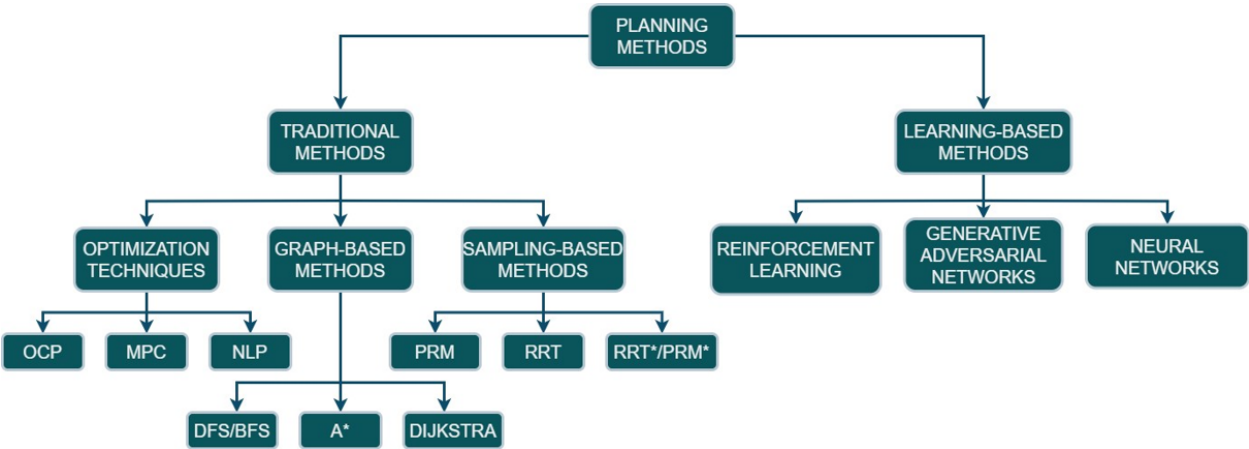 PLANNING
METHODS
TRADITIONAL
METHODS
LEARNING-BASED
METHODS
OPTIMIZATION
TECHNIQUES
GRAPH-BASED
METHODS
SAMPLING-BASED
METHODS
REINFORCEMENT
LEARNING
GENERATIVE
ADVERSARIAL
NETWORKS
NEURAL
NETWORKS
OCP
MPC
NLP
PRM
RRT
RRT*/PRM*
DFS/BFS
A*
DIJKSTRA